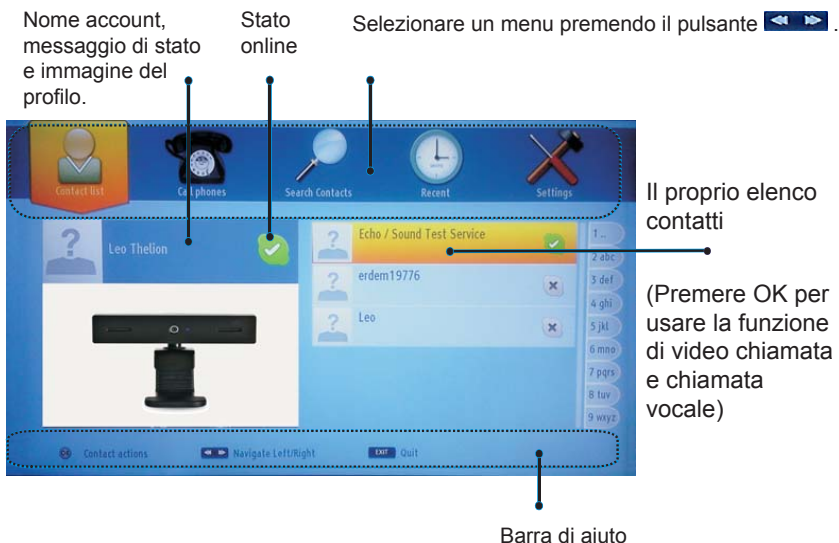 Nome account,
messaggio di stato
e immagine del
profilo.
Stato
online
Selezionare un menu premendo il pulsante .
Contact list
Call phones
Search Contacts
Recent
Settings
Leo Thelion
Echo / Sound Test Service
erdem19776
Leo
1 ..
2 abc
3 def
4 ghi
5 jkl
6 mno
7 pqrs
8 tuv
9 wxyz
Il proprio elenco
contatti
(Premere OK per
usare la funzione
di video chiamata
e chiamata
vocale)
Contact actions
Navigate Left/Right
EXIT Quit
Barra di aiuto